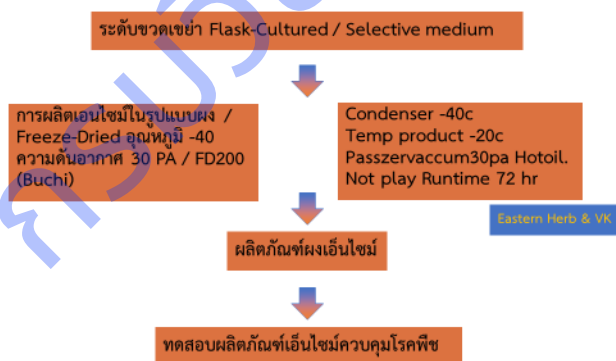 ระดับขวดเขย่า Flask-Cultured / Selective medium
การผลิตเอนไซม์ในรูปแบบผง /
Freeze-Dried อุณหภูมิ -40
ความดันอากาศ 30 PA / FD200
(Buchi)
Condenser -40c
Temp product -20c
Passzervaccum30pa Hotoil.
Not play Runtime 72 hr
Eastern Herb & VK
ผลิตภัณฑ์ผงเอ็นไซม์
ทดสอบผลิตภัณฑ์เอ็นไซม์ควบคุมโรคพืช